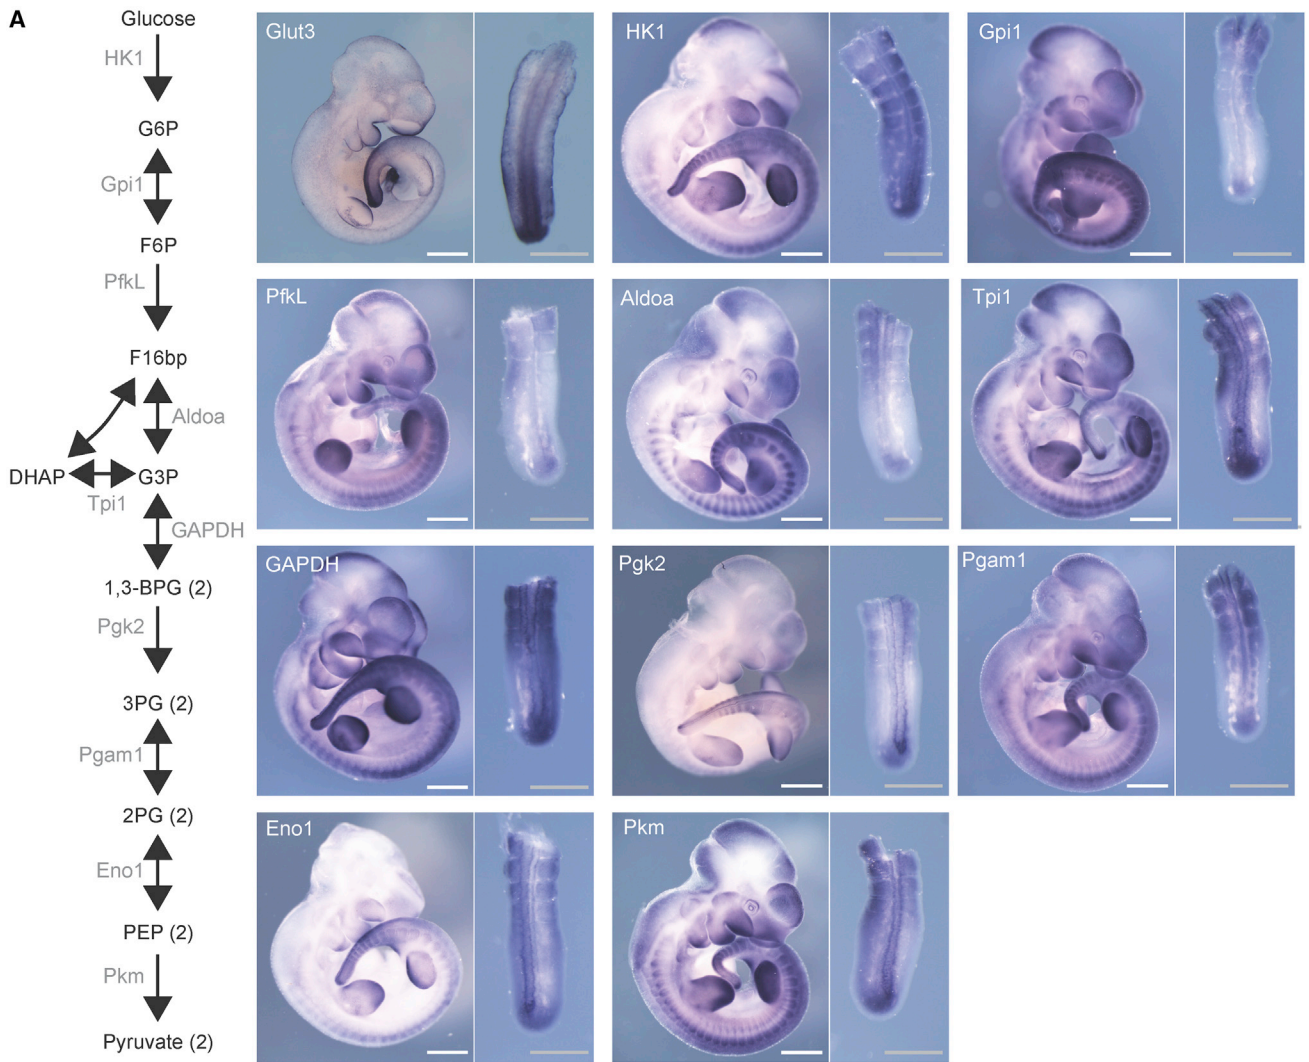 A
Glucose
HK1
G6P
Gpi1
F6P
PfkL
F16bp
Aldoa
DHAP
G3P
Tpi1
GAPDH
1,3-BPG (2)
Pgk2
3PG (2)
Pgam1
2PG (2)
Eno1
PEP (2)
Pkm
Pyruvate (2)
Glut3
HK1
Gpi1
PfkL
Aldoa
Tpi1
GAPDH
Pgk2
Pgam1
Eno1
Pkm